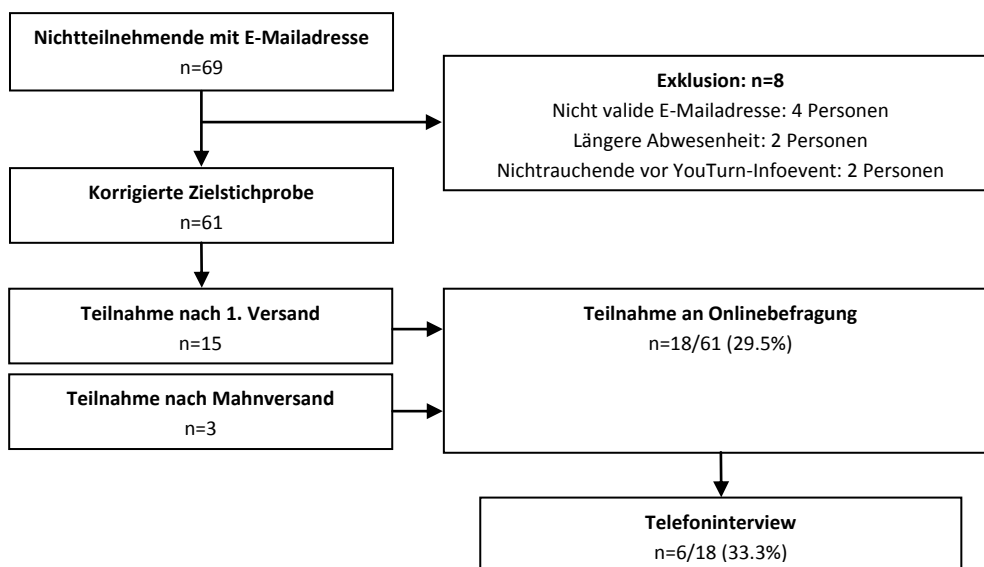 Nichtteilnehmende mit E-Mailadresse
n=69
Exklusion: n=8
Nicht valide E-Mailadresse: 4 Personen
Längere Abwesenheit: 2 Personen
Nichtrauchende vor YouTurn-Infoevent: 2 Personen
Korrigierte Zielstichprobe
n=61
Teilnahme nach 1. Versand
n=15
Teilnahme an Onlinebefragung
n=18/61 (29.5%)
Teilnahme nach Mahnversand
n=3
Telefoninterview
n=6/18 (33.3%)